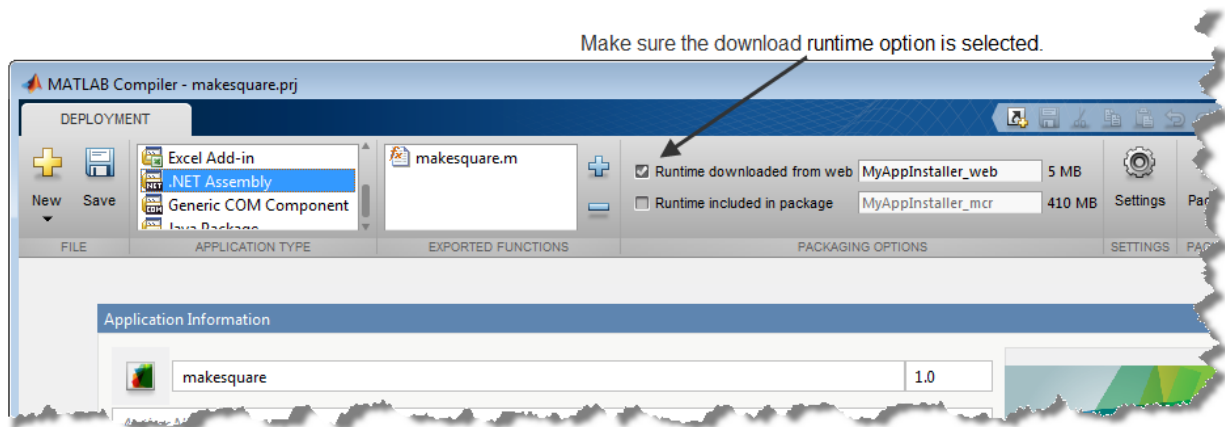 Make sure the download runtime option is selected.
MATLAB Compiler - makesquare.prj
DEPLOYMENT
New
Save
Excel Add-in
.NET Assembly
Generic COM Component
Java Package
makesquare.m
Runtime downloaded from web
MyAppInstaller_web
5 MB
Runtime included in package
MyAppInstaller_mcr
410 MB
Settings
FILE
APPLICATION TYPE
EXPORTED FUNCTIONS
PACKAGING OPTIONS
SETTINGS
Application Information
makesquare
1.0